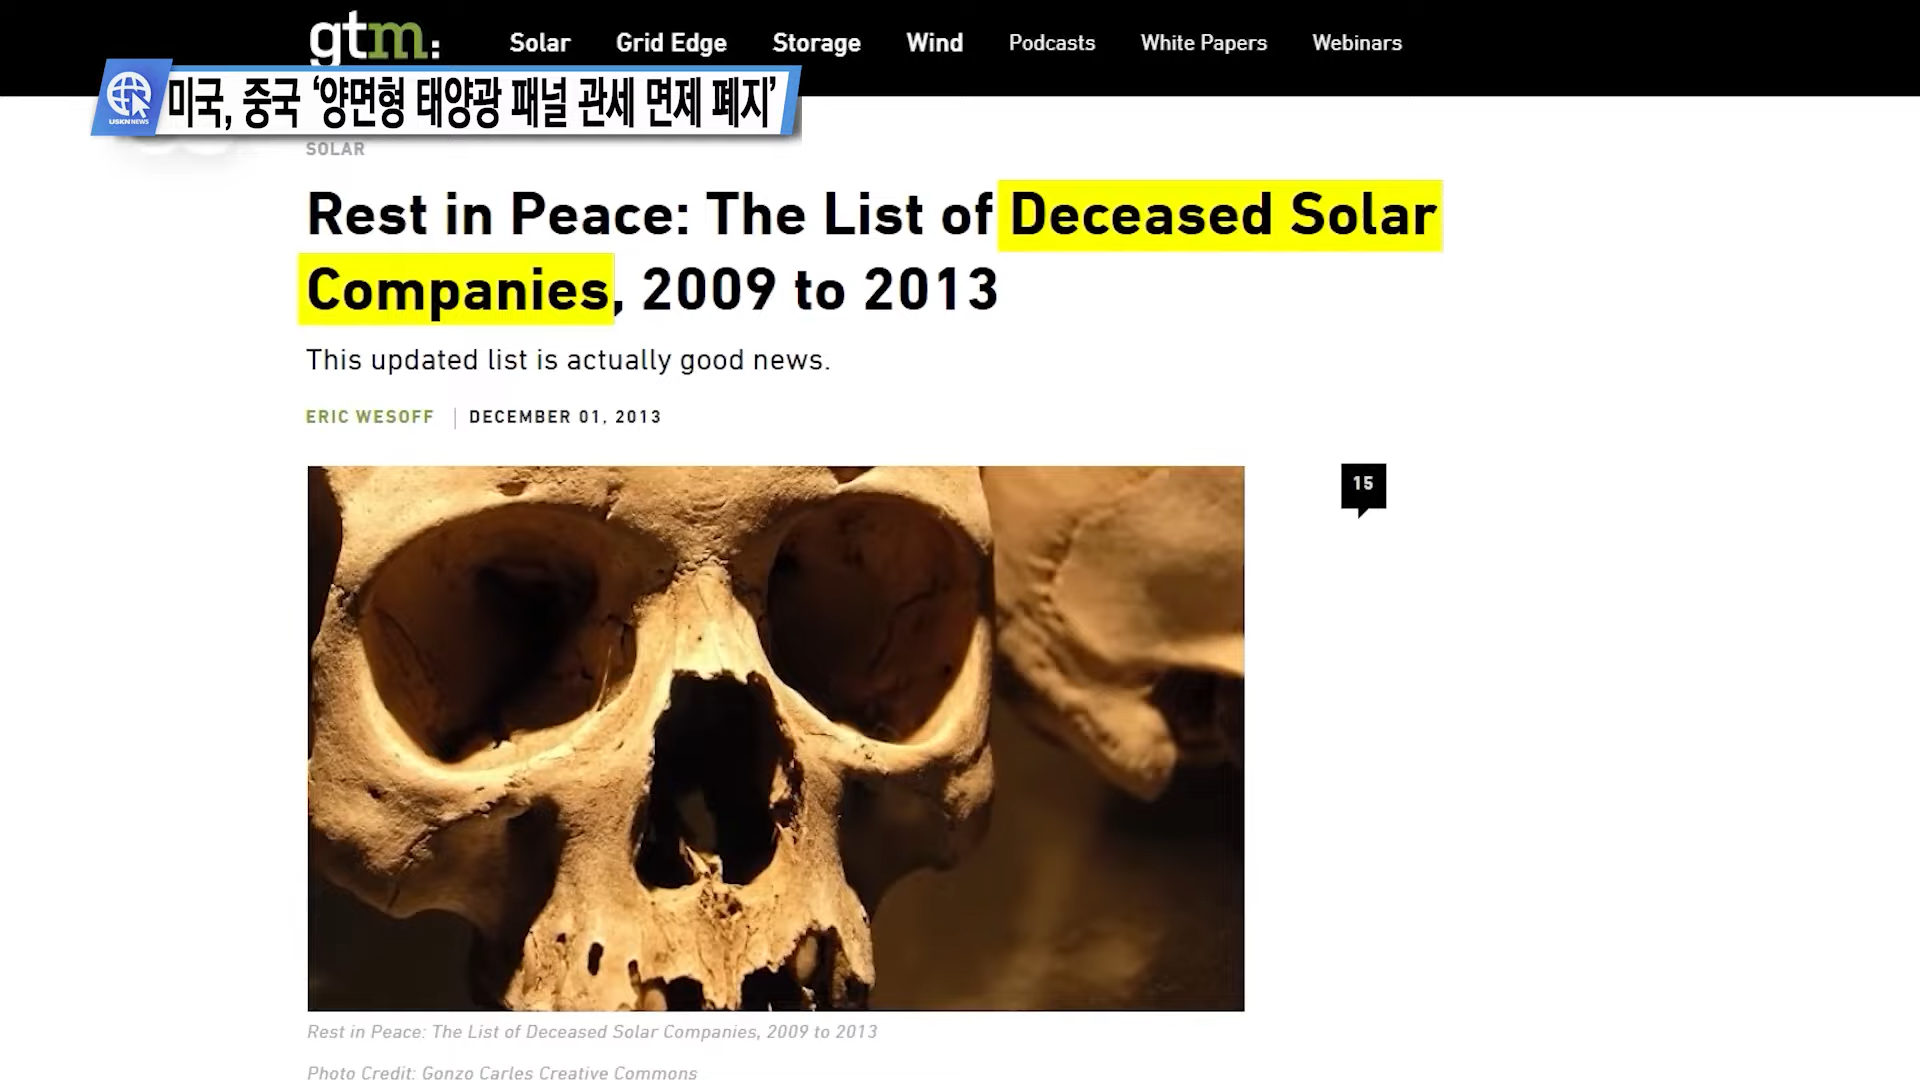 gtm:
Solar Grid Edge Storage Wind Podcasts White Papers Webinars
USKN NEWS
미국, 중국 ‘양면형 태양광 패널 관세 면제 폐지’
SOLAR
Rest in Peace: The List of Deceased Solar
Companies, 2009 to 2013
This updated list is actually good news.
ERIC WESOFF | DECEMBER 01, 2013
15
Rest in Peace: The List of Deceased Solar Companies, 2009 to 2013
Photo Credit: Gonzo Carles Creative Commons